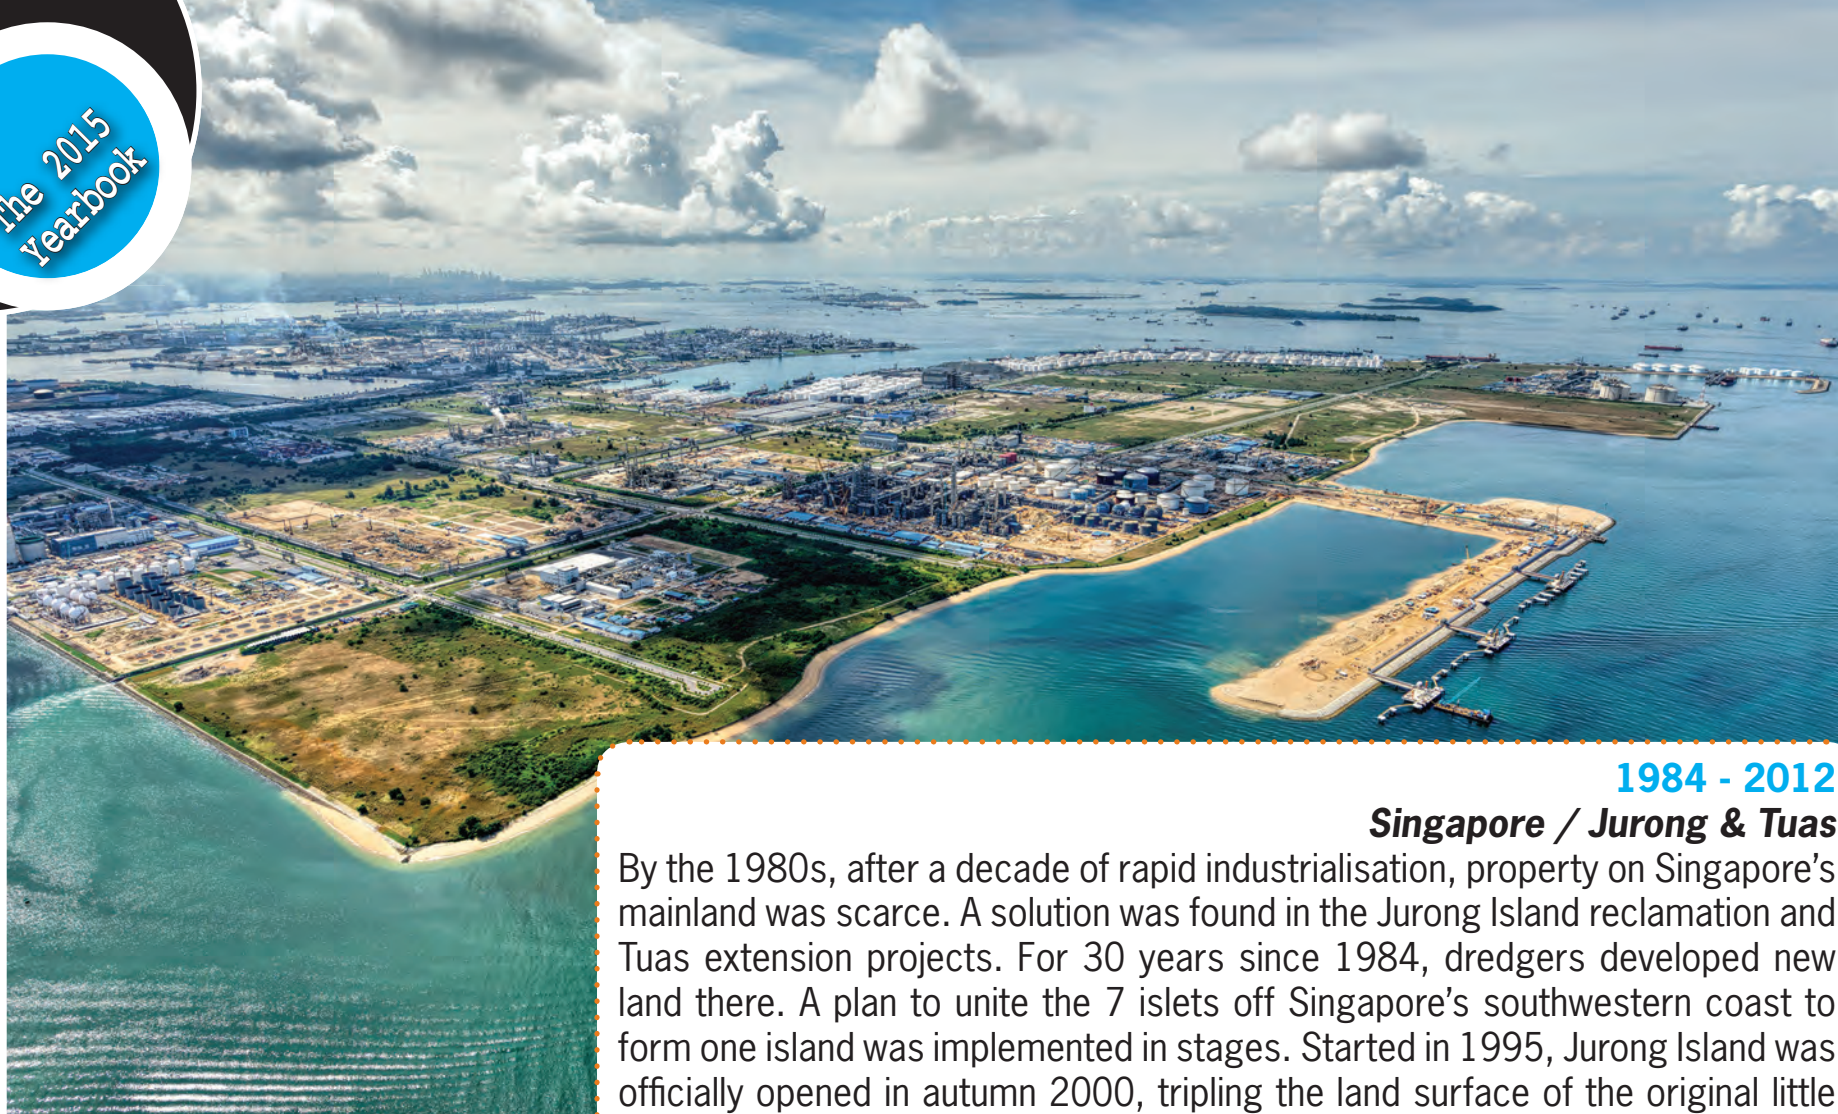 The 2015
Yearbook
1984 - 2012
Singapore / Jurong & Tuas
By the 1980s, after a decade of rapid industrialisation, property on Singapore’s
mainland was scarce. A solution was found in the Jurong Island reclamation and
Tuas extension projects. For 30 years since 1984, dredgers developed new
land there. A plan to unite the 7 islets off Singapore’s southwestern coast to
form one island was implemented in stages. Started in 1995, Jurong Island was
officially opened in autumn 2000, tripling the land surface of the original little